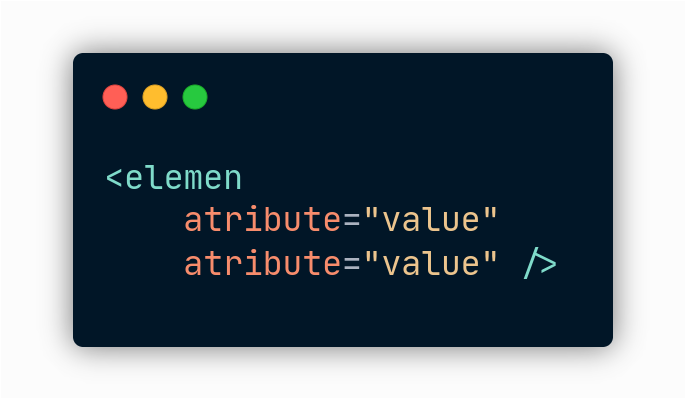 <elemen
atribute="value"
atribute="value" />